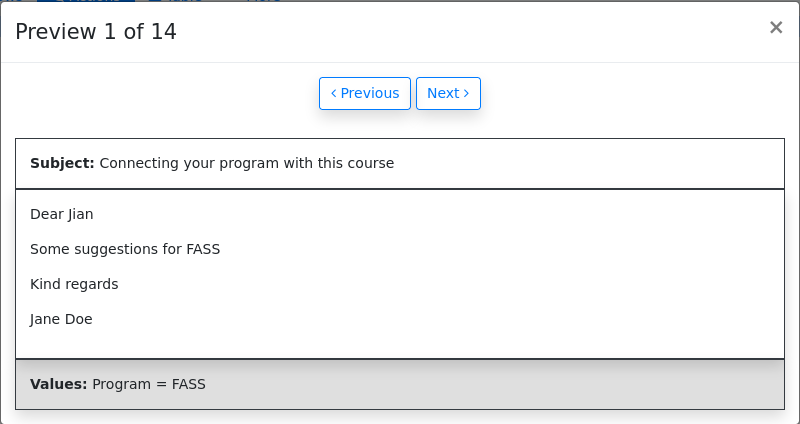 Preview 1 of 14
×
‹ Previous Next ›
Subject: Connecting your program with this course
Dear Jian
Some suggestions for FASS
Kind regards
Jane Doe
Values: Program = FASS